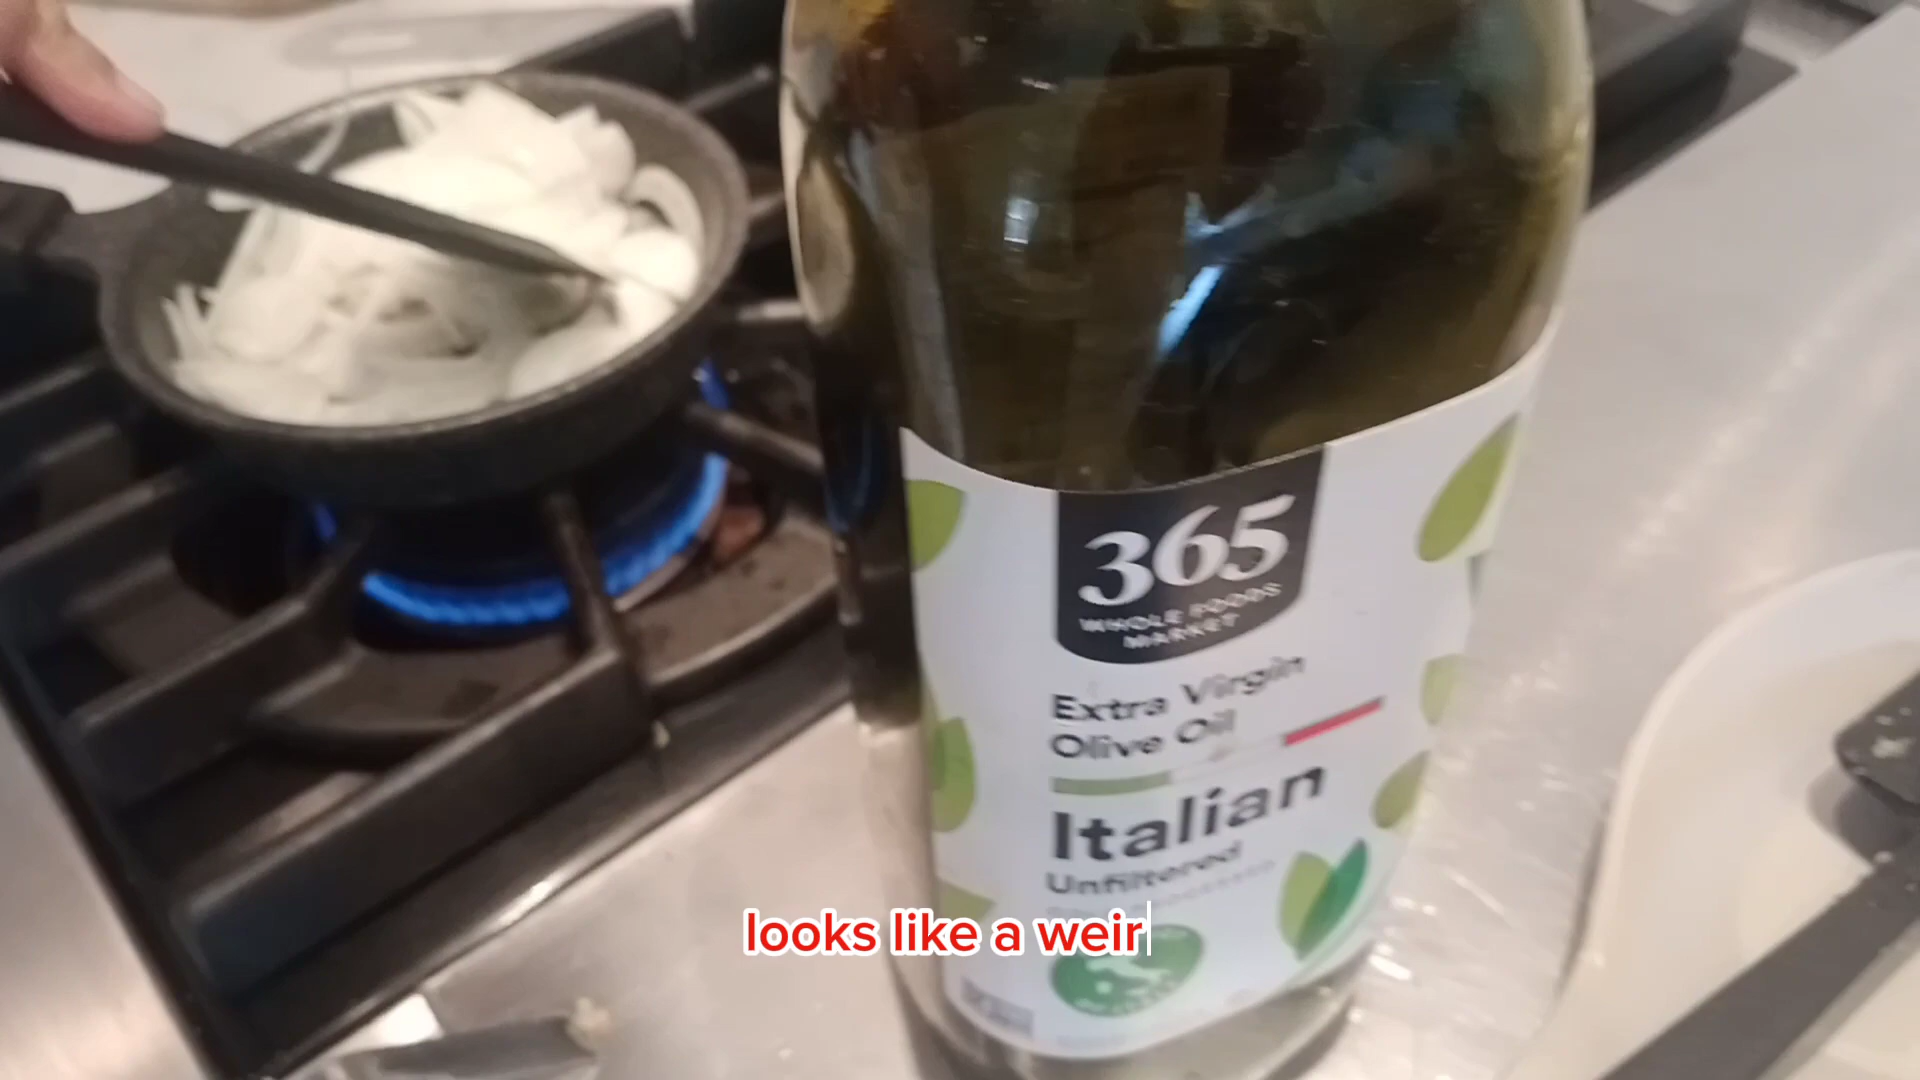 365
WHOLE FOODS
MARKET
Extra Virgin
Olive Oil
Italian
Unfiltered
looks like a weir